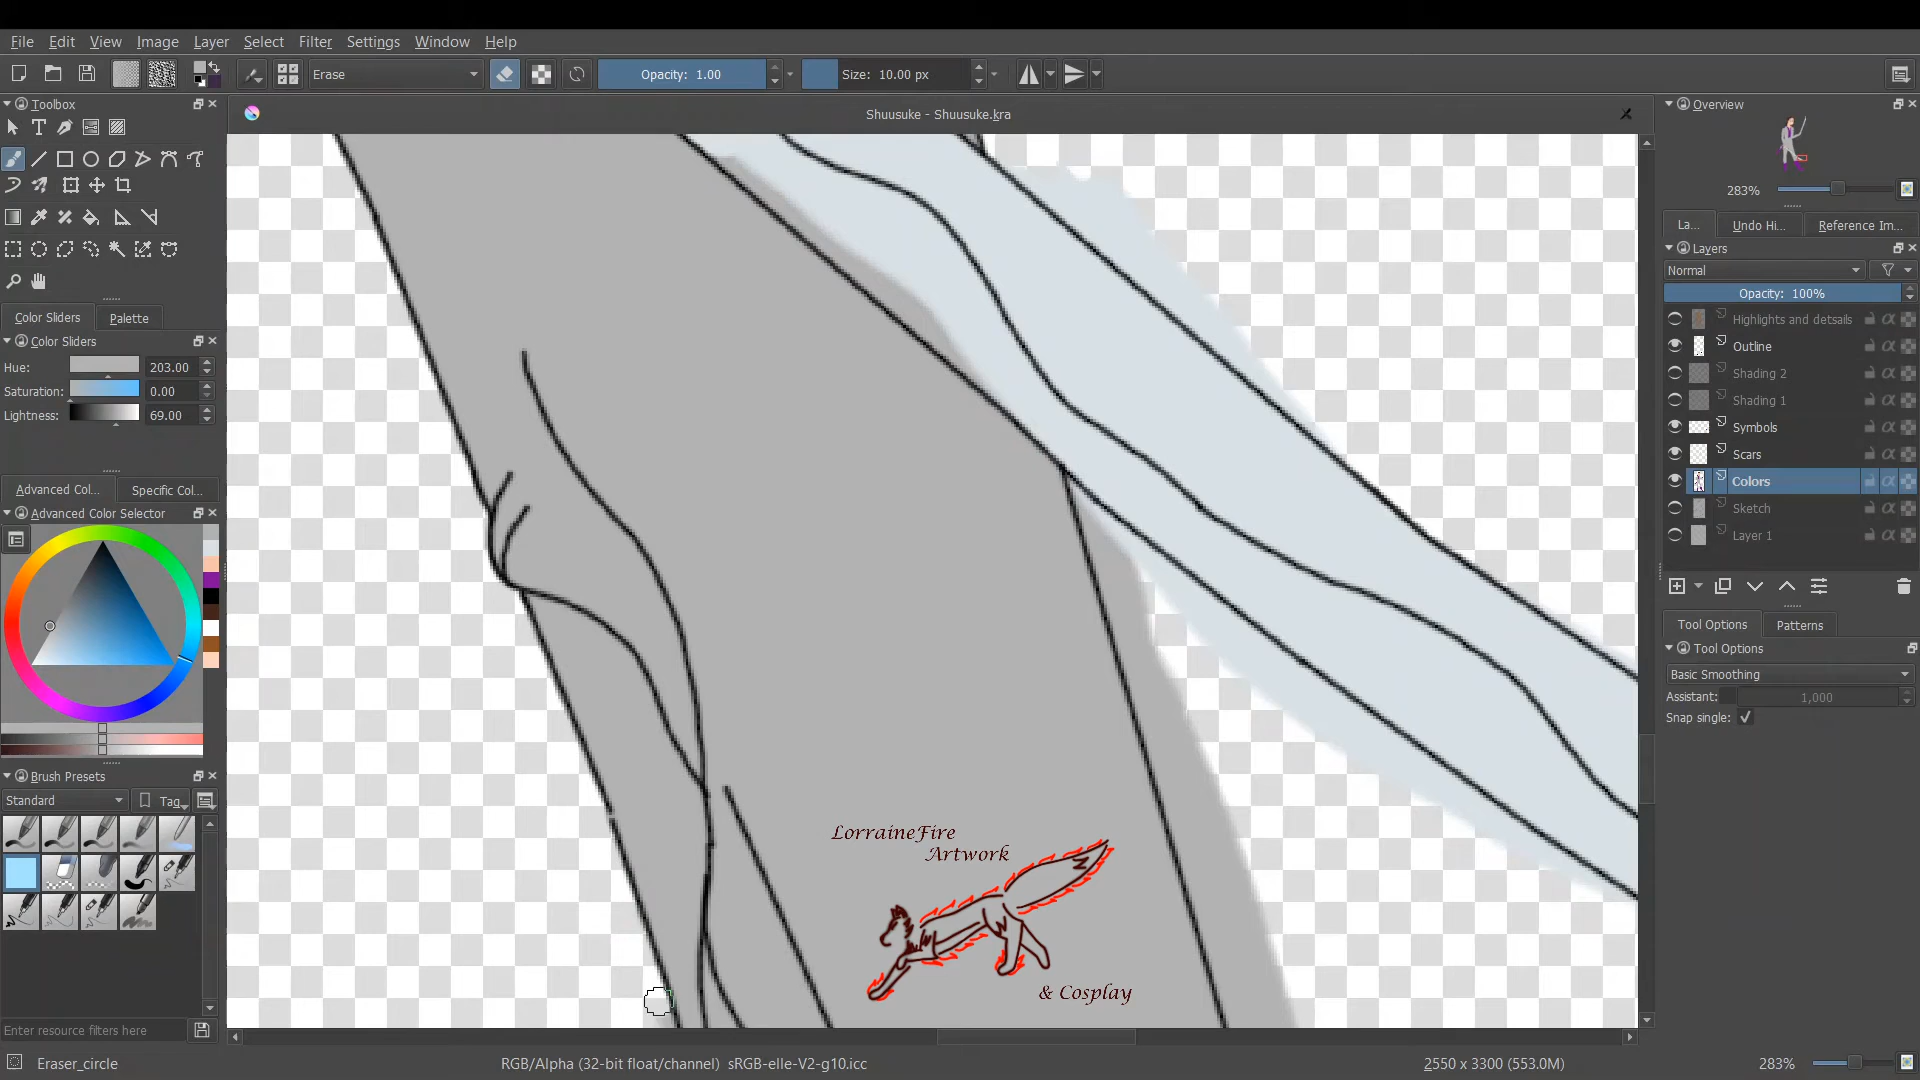 File Edit View Image Layer Select Filter Settings Window Help
Erase Opacity: 1.00 Size: 10.00 px
Toolbox
Shuusuke - Shuusuke.kra
Overview
283%
La... Undo Hi... Reference Im...
Layers
Normal
Opacity: 100%
Highlights and detsails
Outline
Shading 2
Shading 1
Symbols
Scars
Colors
Sketch
Layer 1
Tool Options Patterns
Tool Options
Basic Smoothing
Assistant: 1,000
Snap single:
Color Sliders Palette
Color Sliders
Hue: 203.00
Saturation: 0.00
Lightness: 69.00
Advanced Col... Specific Col...
Advanced Color Selector
Brush Presets
Standard Tag
Enter resource filters here
LorraineFire
Artwork
& Cosplay
Eraser_circle RGB/Alpha (32-bit float/channel) sRGB-elle-V2-g10.icc 2550 x 3300 (553.0M) 283%